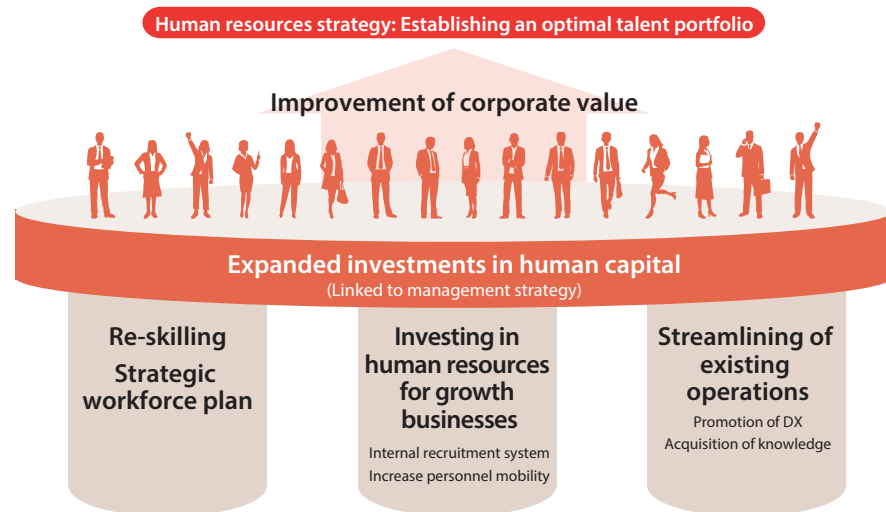 Human resources strategy: Establishing an optimal talent portfolio
Improvement of corporate value
Expanded investments in human capital
(Linked to management strategy)
Re-skilling
Strategic
workforce plan
Investing in
human resources
for growth
businesses
Internal recruitment system
Increase personnel mobility
Streamlining of
existing
operations
Promotion of DX
Acquisition of knowledge